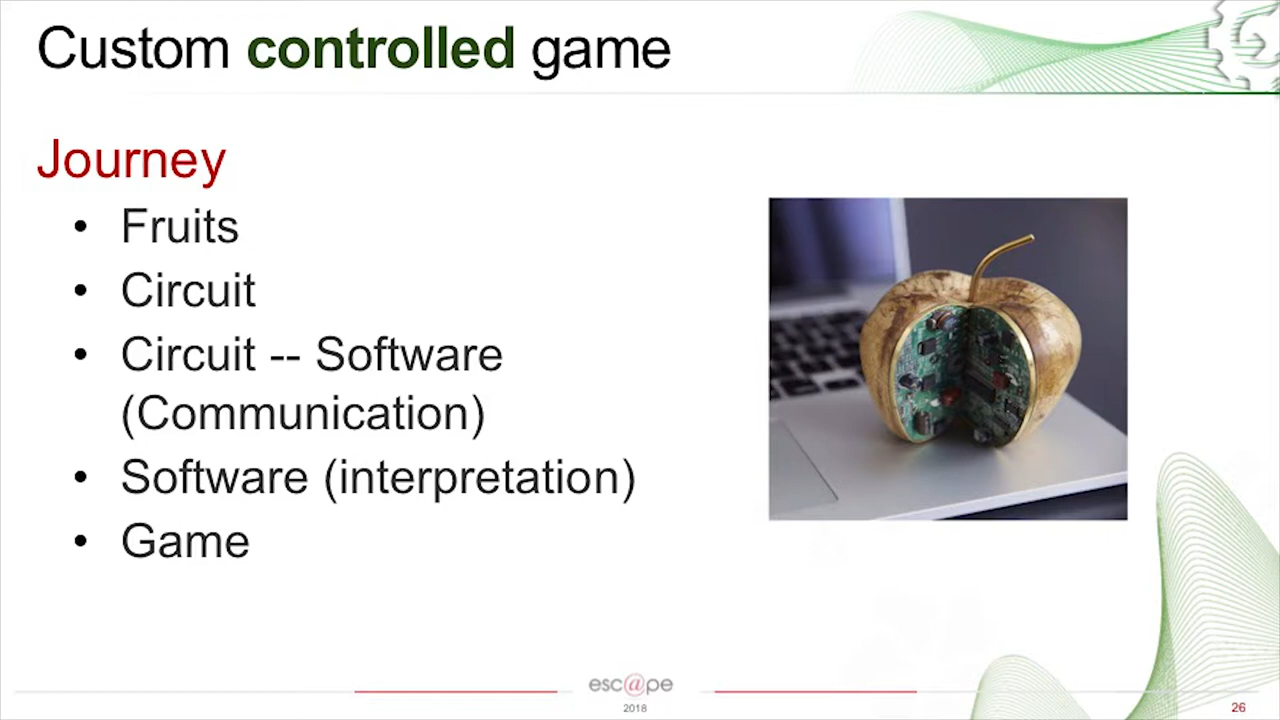 Custom controlled game
Journey
• Fruits
• Circuit
• Circuit -- Software
(Communication)
• Software (interpretation)
• Game
esc@pe
2018
26